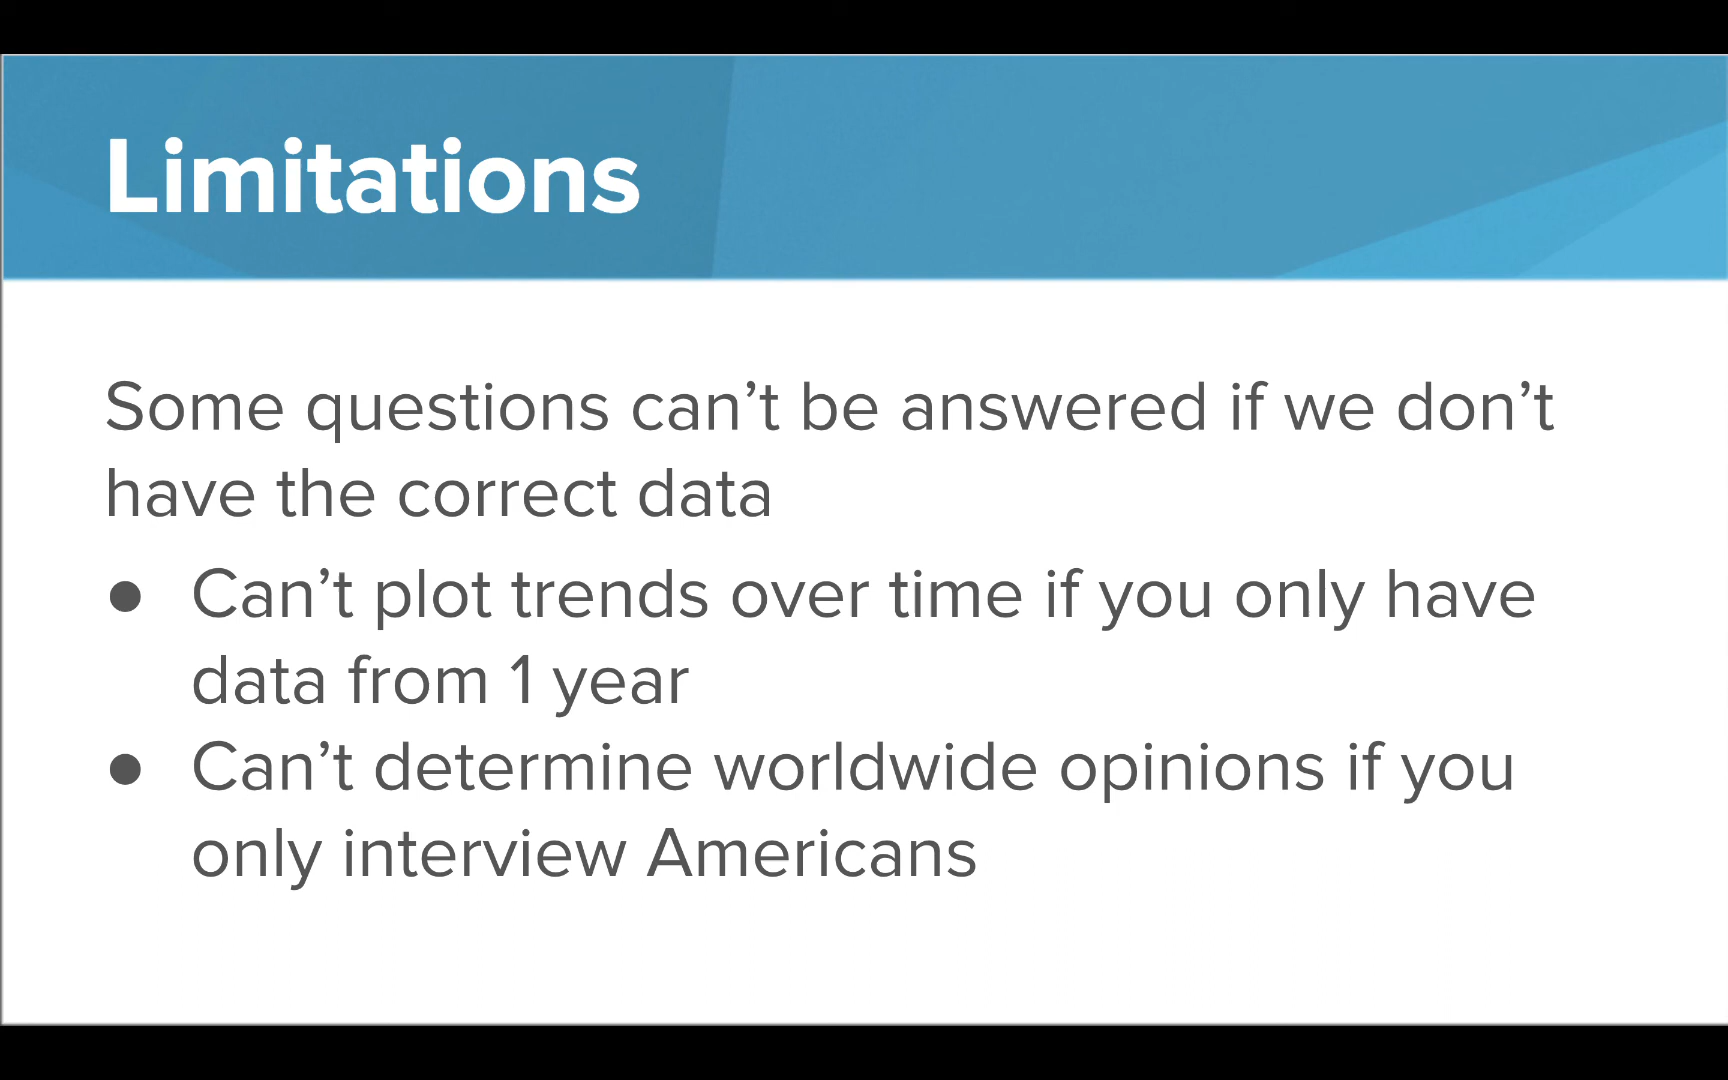 Limitations
Some questions can’t be answered if we don’t
have the correct data
● Can’t plot trends over time if you only have
data from 1 year
● Can’t determine worldwide opinions if you
only interview Americans